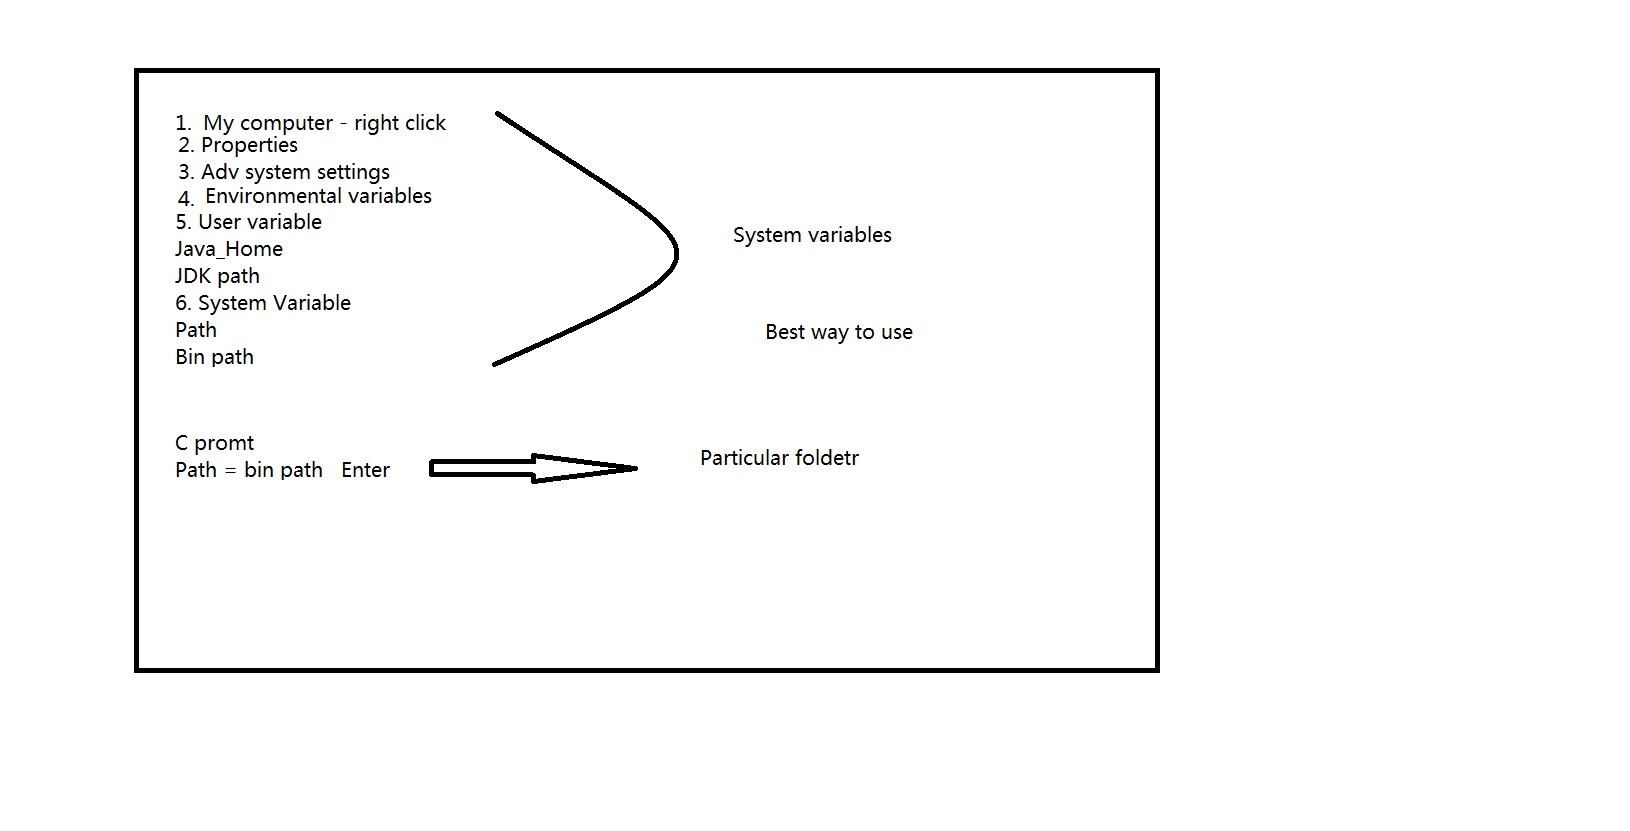 1. My computer - right click
2. Properties
3. Adv system settings
4. Environmental variables
5. User variable
Java_Home
JDK path
6. System Variable
Path
Bin path
System variables
Best way to use
C promt
Path = bin path Enter
Particular foldetr